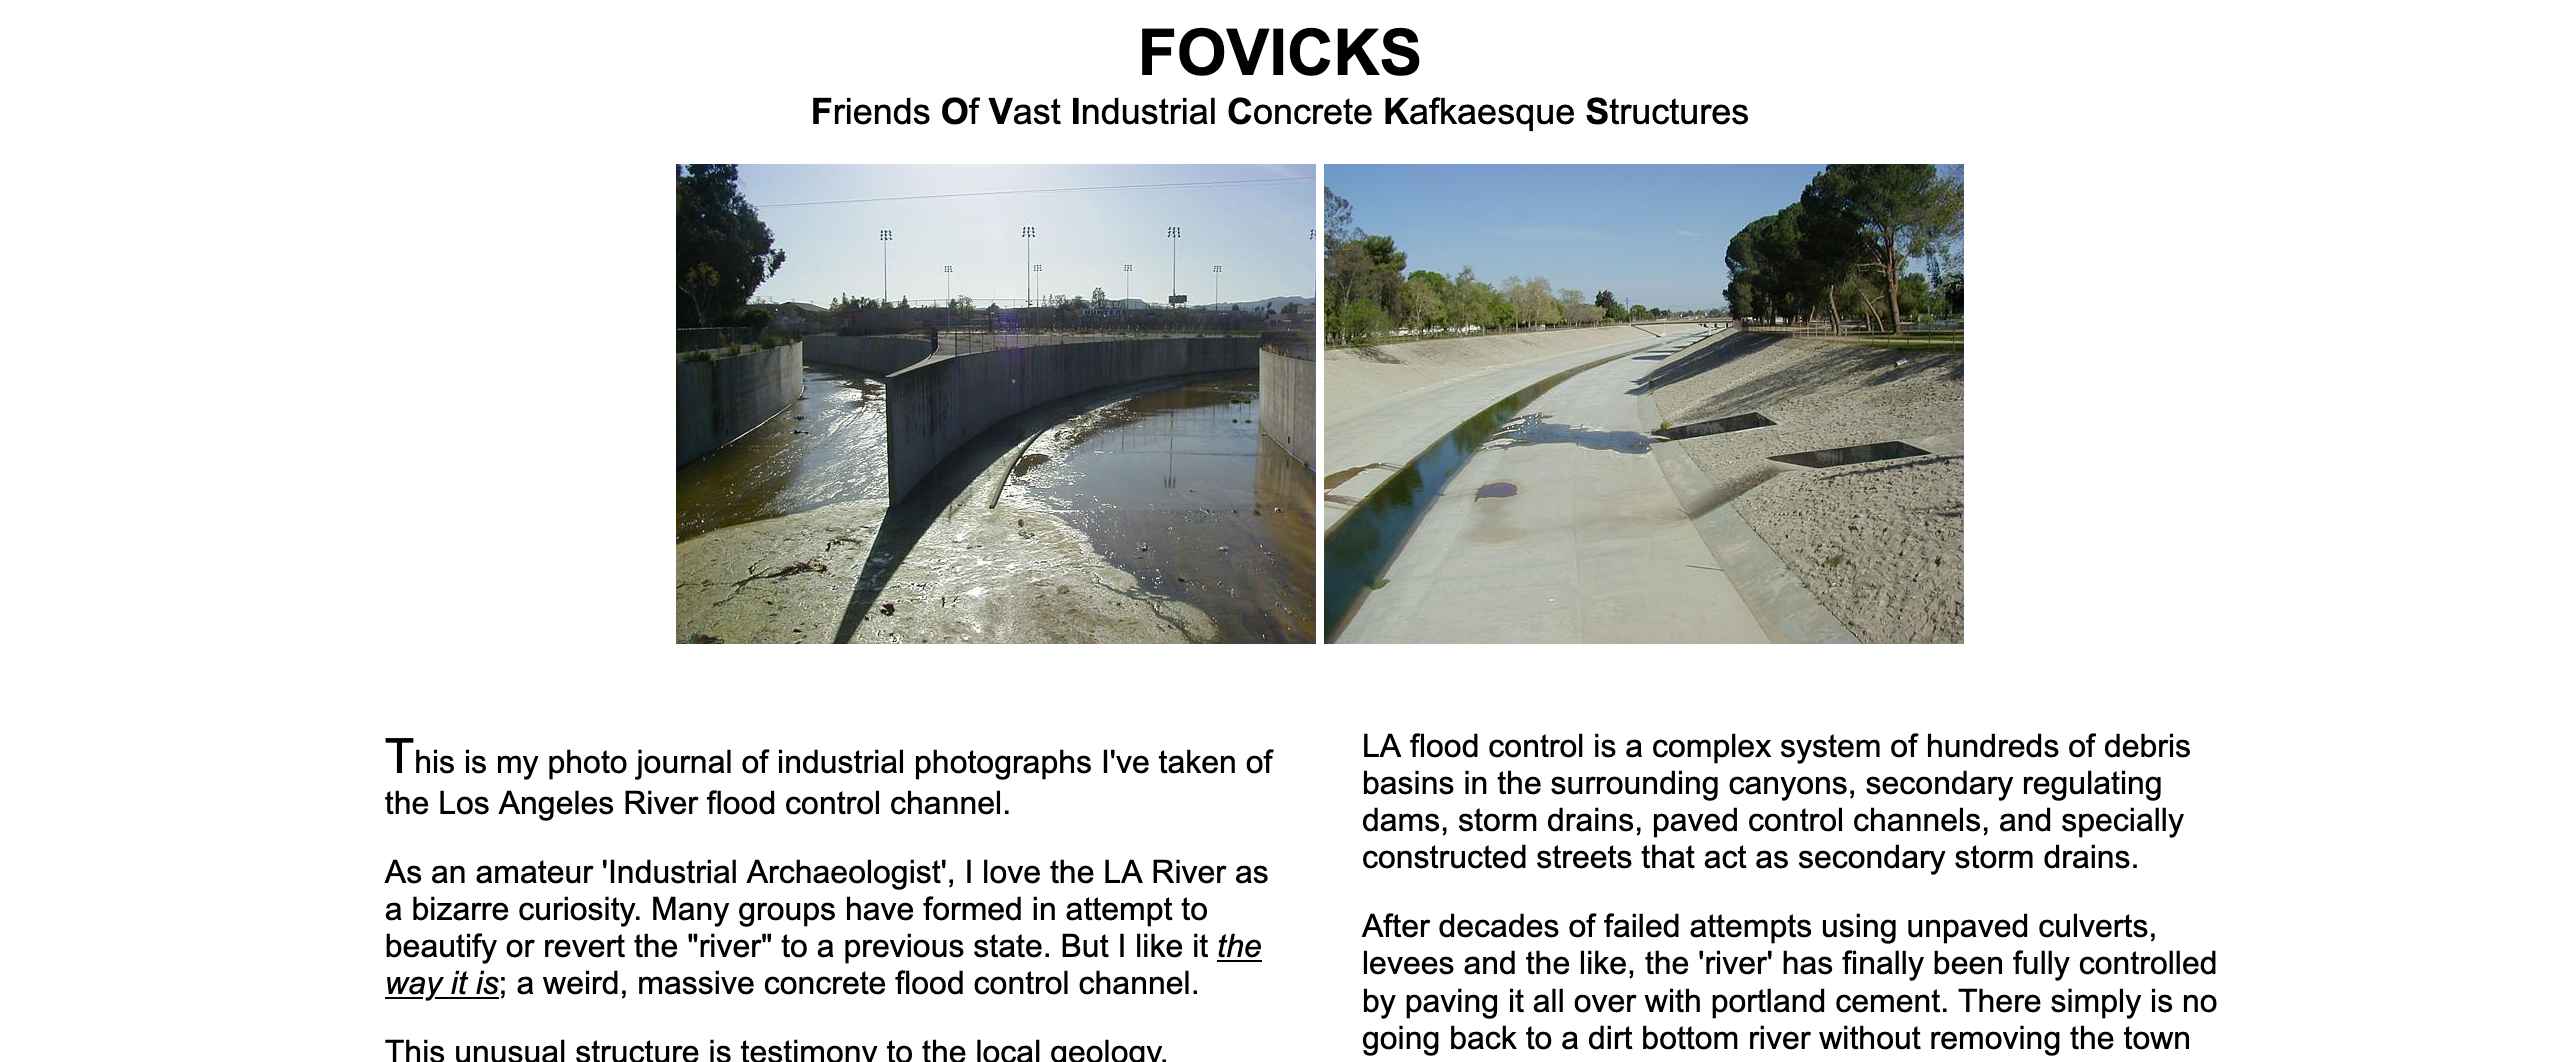 FOVICKS
Friends Of Vast Industrial Concrete Kafkaesque Structures
This is my photo journal of industrial photographs I've taken of
the Los Angeles River flood control channel.
As an amateur 'Industrial Archaeologist', I love the LA River as
a bizarre curiosity. Many groups have formed in attempt to
beautify or revert the "river" to a previous state. But I like it the
way it is; a weird, massive concrete flood control channel.
This unusual structure is testimony to the local geology,
LA flood control is a complex system of hundreds of debris
basins in the surrounding canyons, secondary regulating
dams, storm drains, paved control channels, and specially
constructed streets that act as secondary storm drains.
After decades of failed attempts using unpaved culverts,
levees and the like, the 'river' has finally been fully controlled
by paving it all over with portland cement. There simply is no
going back to a dirt bottom river without removing the town